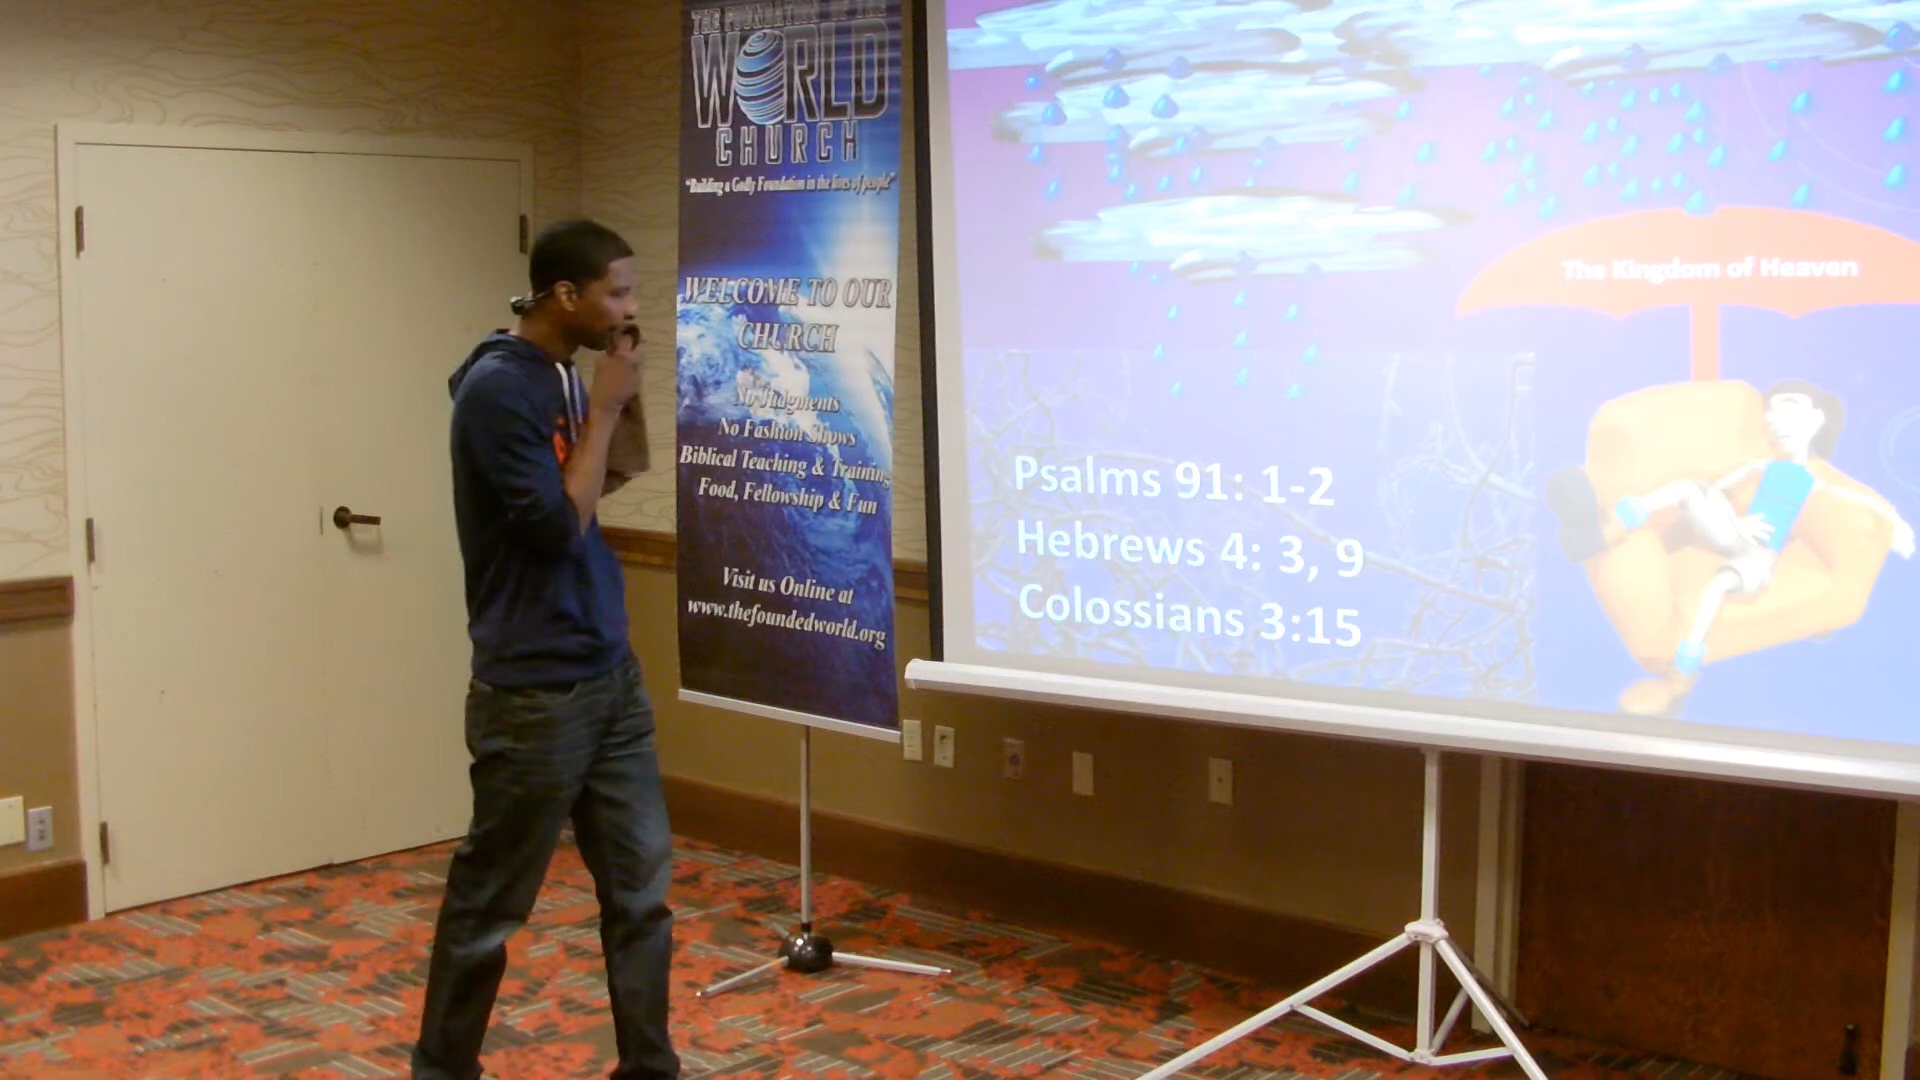 THE FOUNDATION OF THE
WORLD
CHURCH
"Building a Godly Foundation in the lives of people"
WELCOME TO OUR
CHURCH
No Judgments
No Fashion Shows
Biblical Teaching & Training
Food, Fellowship & Fun
Visit us Online at
www.thefoundedworld.org
The Kingdom of Heaven
Psalms 91: 1-2
Hebrews 4: 3, 9
Colossians 3:15